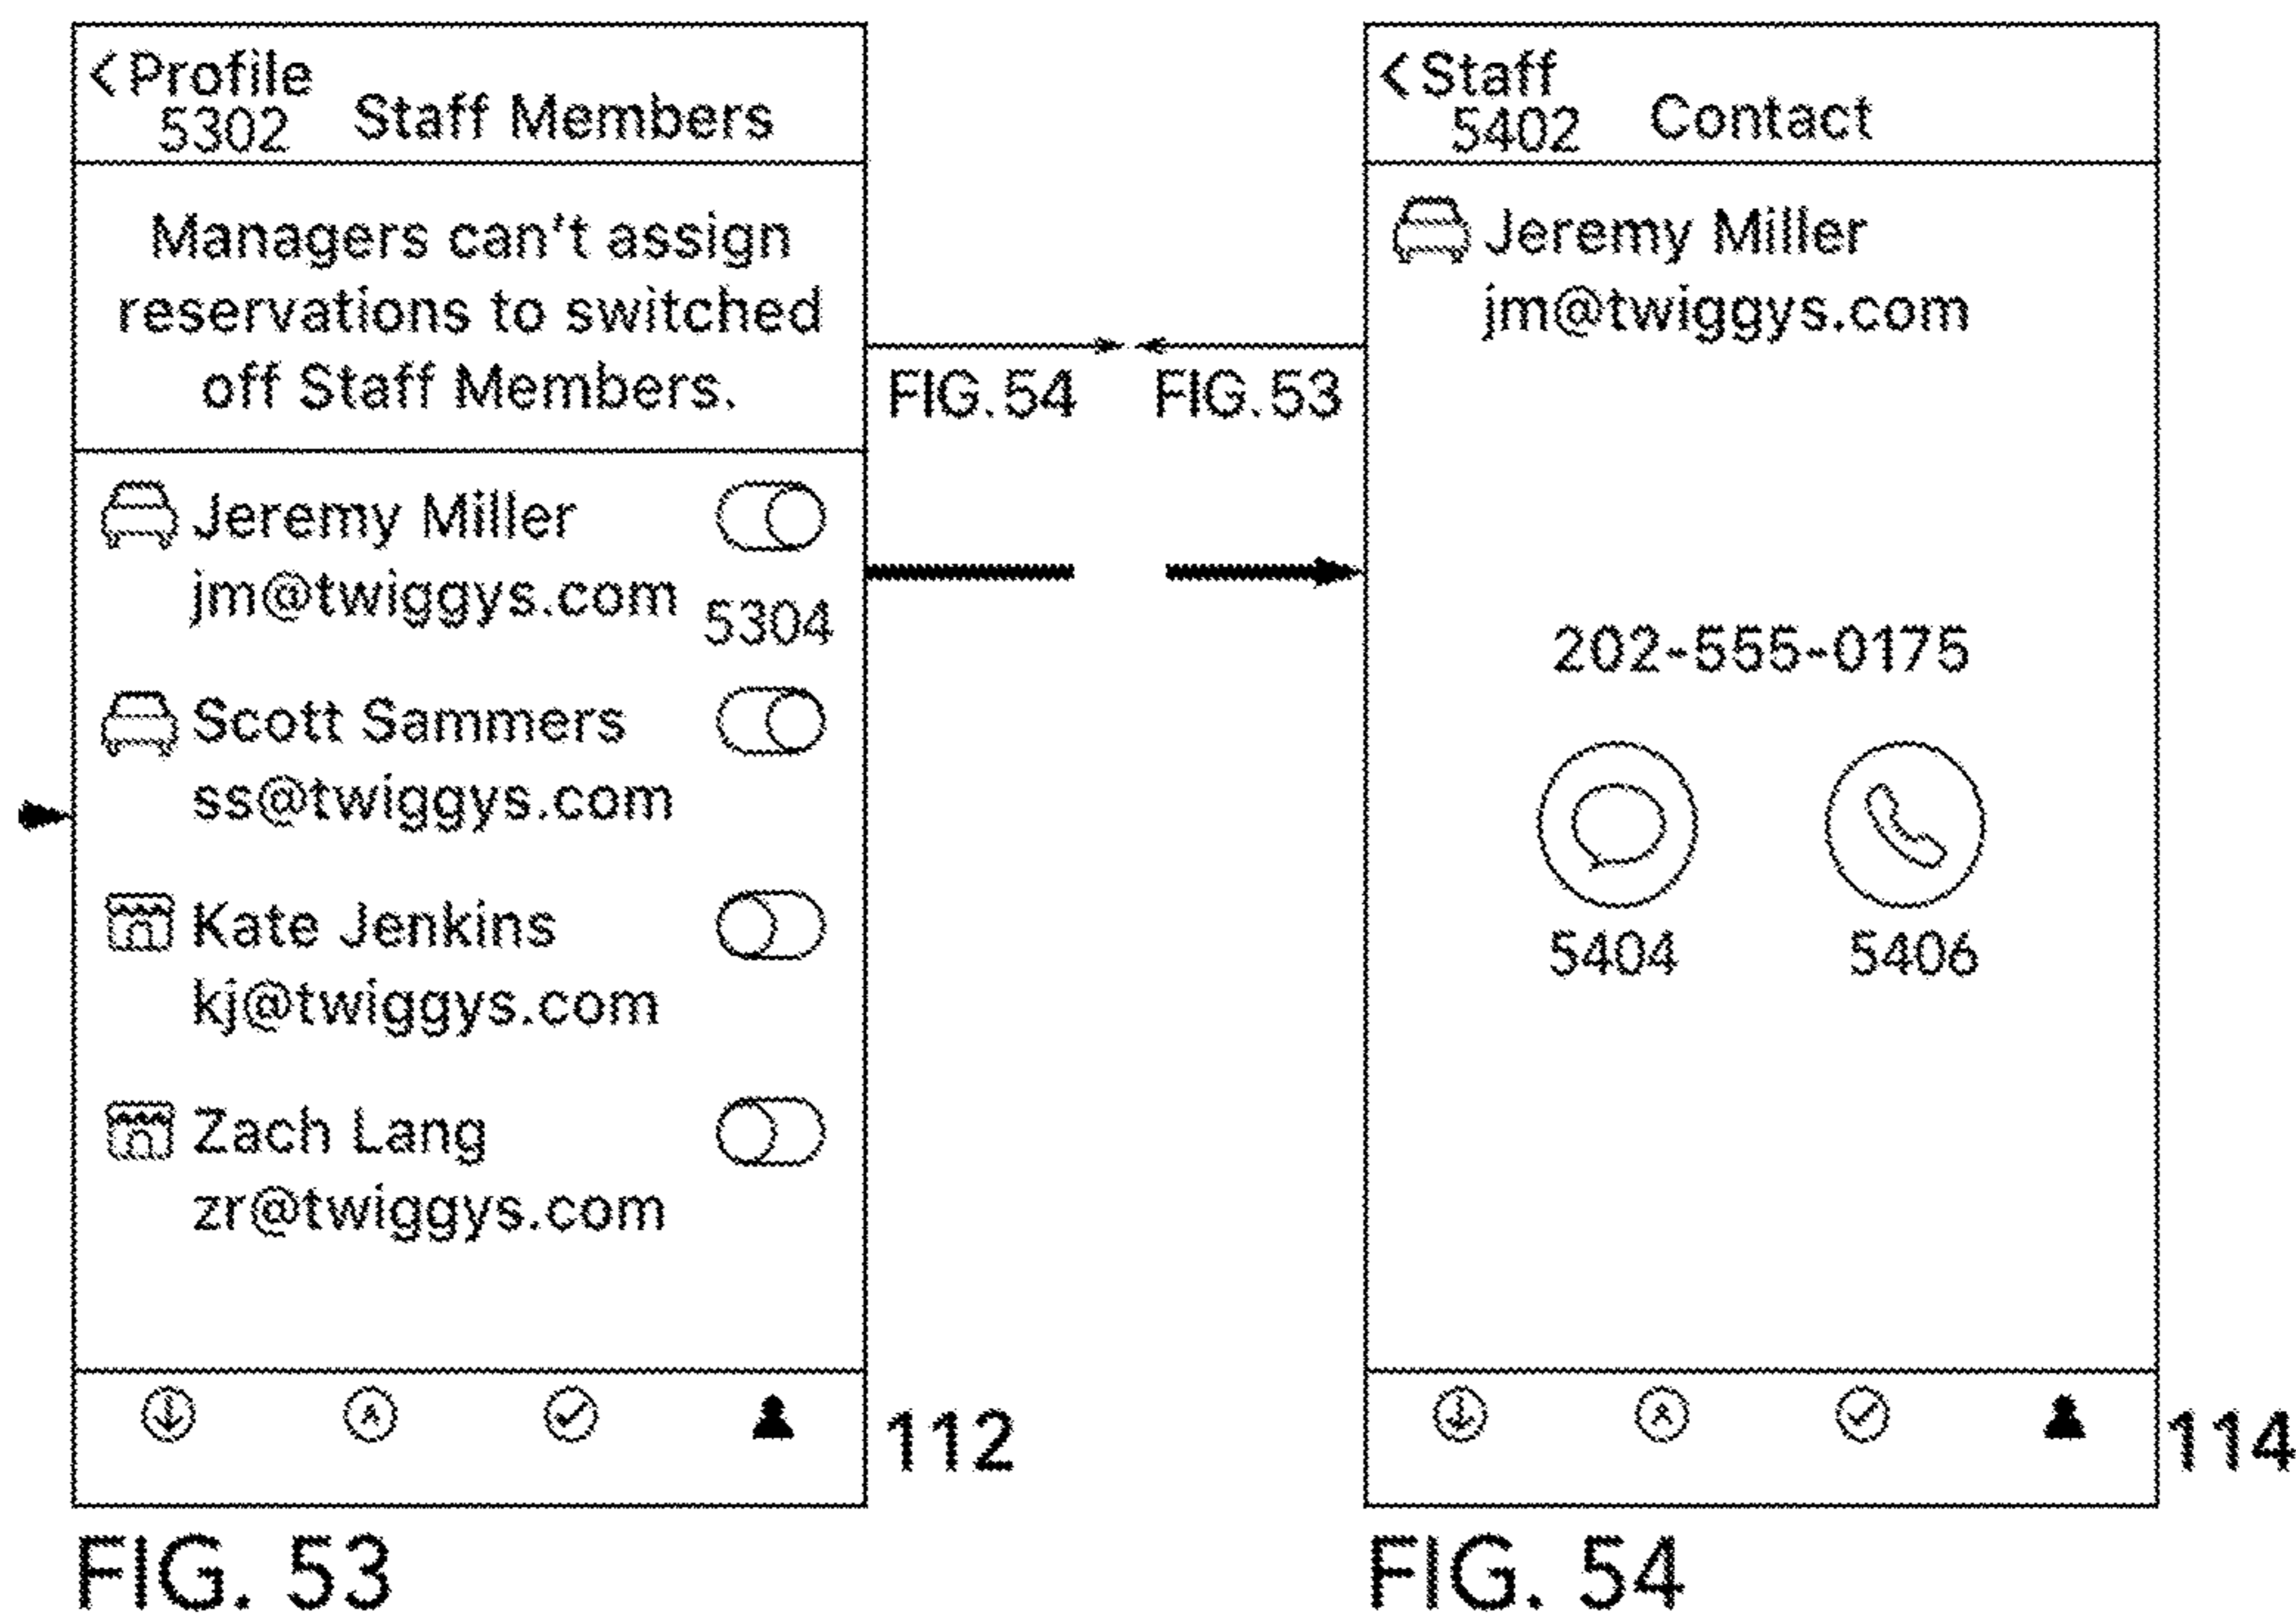 Profile
5302
Staff Members
Managers can't assign
reservations to switched
off Staff Members.
Jeremy Miller
jm@twiggys.com
5304
Scott Sammers
ss@twiggys.com
Kate Jenkins
kj@twiggys.com
Zach Lang
zr@twiggys.com
112
FIG. 53
FIG. 54
FIG. 53
Staff
5402
Contact
Jeremy Miller
jm@twiggys.com
202-555-0175
5404
5406
114
FIG. 54